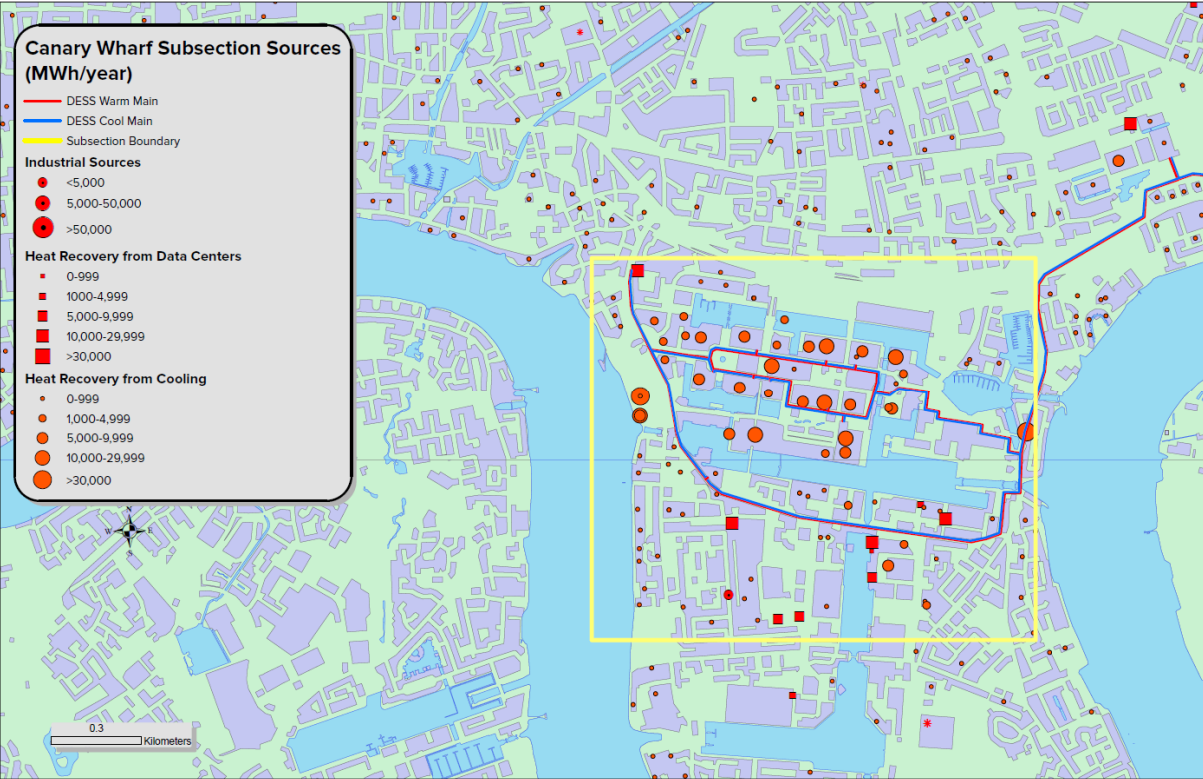 Canary Wharf Subsection Sources
(MWh/year)
DESS Warm Main
DESS Cool Main
Subsection Boundary
Industrial Sources
<5,000
5,000-50,000
>50,000
Heat Recovery from Data Centers
0-999
1000-4,999
5,000-9,999
10,000-29,999
>30,000
Heat Recovery from Cooling
0-999
1,000-4,999
5,000-9,999
10,000-29,999
>30,000
N
W E
S
0.3
Kilometers